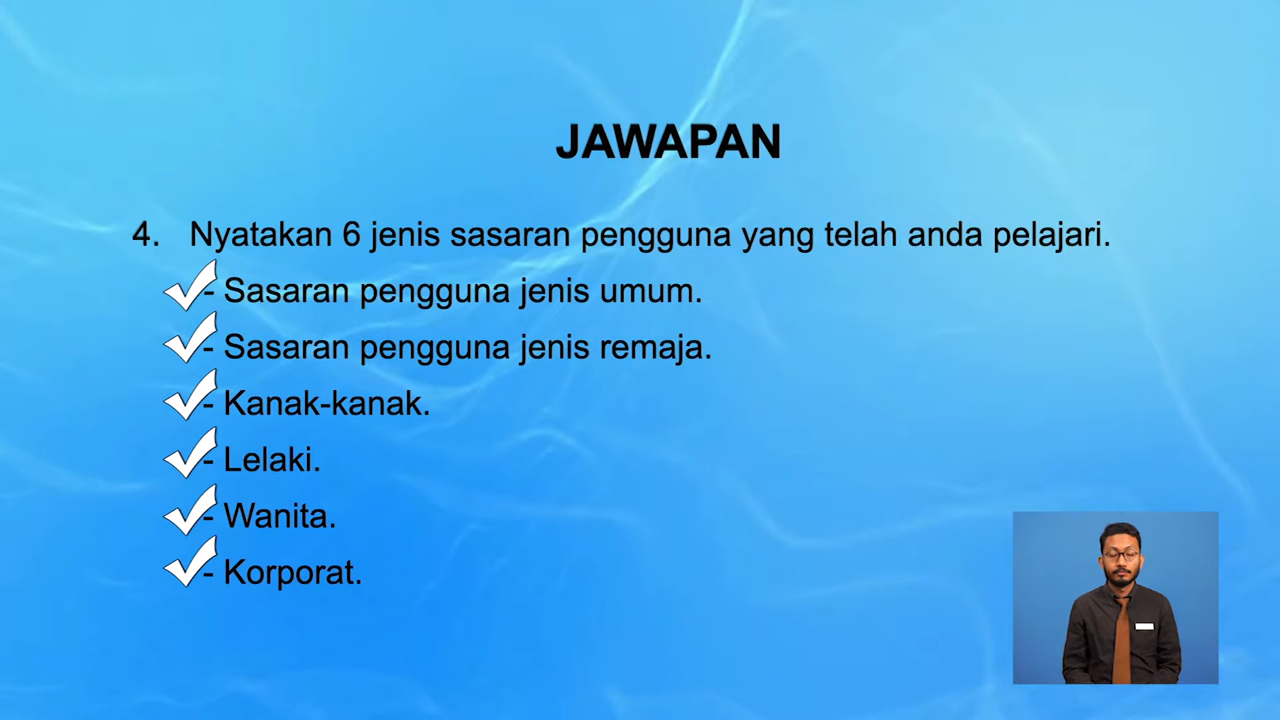 JAWAPAN
4. Nyatakan 6 jenis sasaran pengguna yang telah anda pelajari.
- Sasaran pengguna jenis umum.
- Sasaran pengguna jenis remaja.
- Kanak-kanak.
- Lelaki.
- Wanita.
- Korporat.